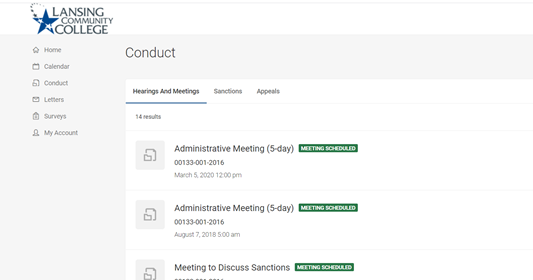 LANSING
COMMUNITY
COLLEGE
Home
Calendar
Conduct
Letters
Surveys
My Account
Conduct
Hearings And Meetings Sanctions Appeals
14 results
Administrative Meeting (5-day) MEETING SCHEDULED
00133-001-2016
March 5, 2020 12:00 pm
Administrative Meeting (5-day) MEETING SCHEDULED
00133-001-2016
August 7, 2018 5:00 am
Meeting to Discuss Sanctions MEETING SCHEDULED